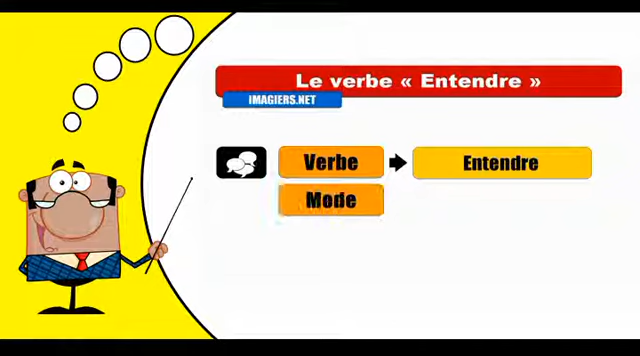 Le verbe « Entendre »
IMAGIERS.NET
Verbe Entendre
Mode